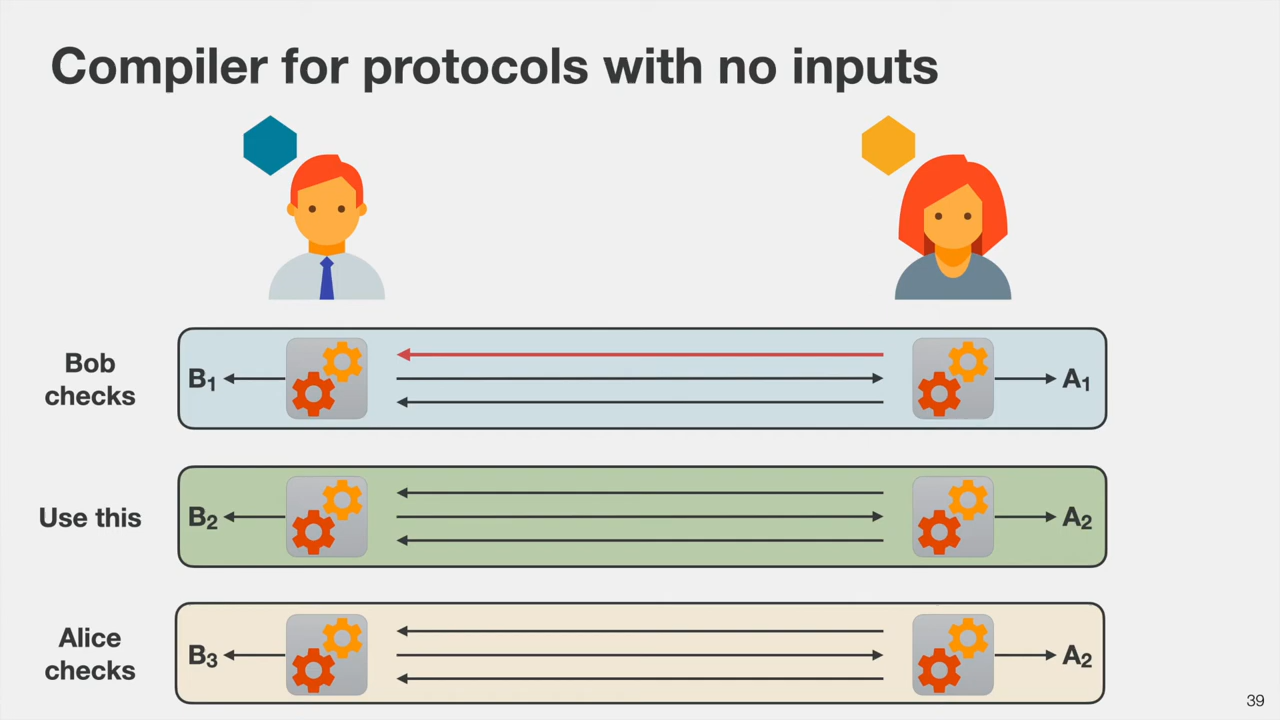 Compiler for protocols with no inputs
Bob
checks
B1
A1
Use this
B2
A2
Alice
checks
B3
A2
39